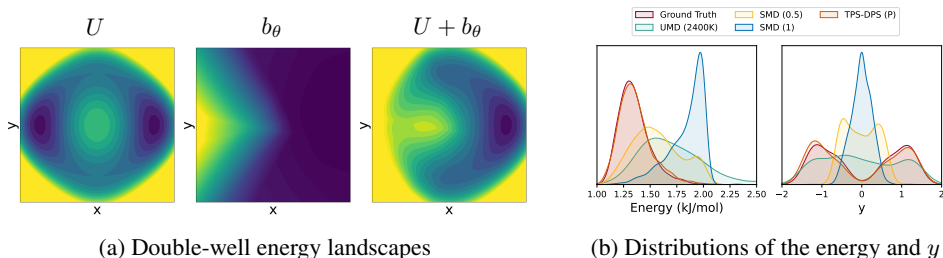 U
b_θ
U + b_θ
Ground Truth
UMD (2400K)
SMD (0.5)
SMD (1)
TPS-DPS (P)
y
x
y
x
y
x
1.00 1.25 1.50 1.75 2.00 2.25 2.50
Energy (kJ/mol)
−2 −1 0 1 2
y
(a) Double-well energy landscapes
(b) Distributions of the energy and y